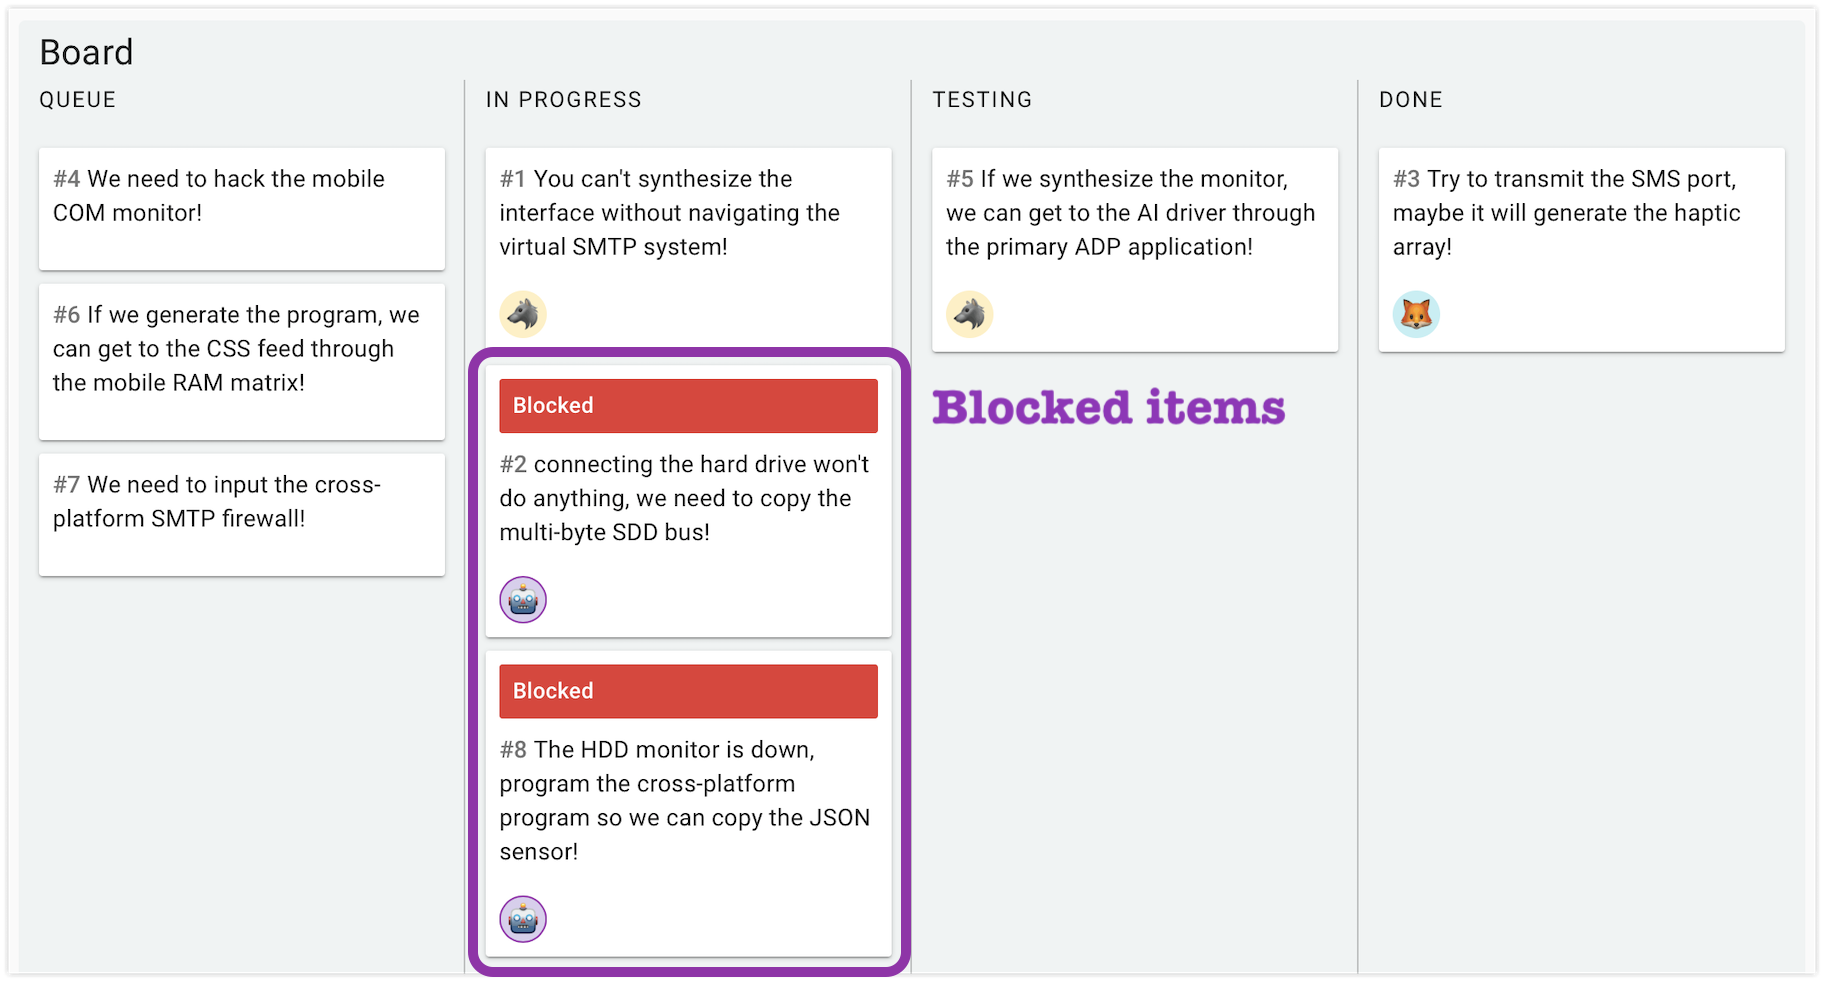 Board
QUEUE
#4 We need to hack the mobile
COM monitor!
#6 If we generate the program, we
can get to the CSS feed through
the mobile RAM matrix!
#7 We need to input the cross-
platform SMTP firewall!
IN PROGRESS
#1 You can't synthesize the
interface without navigating the
virtual SMTP system!
Blocked
#2 connecting the hard drive won't
do anything, we need to copy the
multi-byte SDD bus!
Blocked
#8 The HDD monitor is down,
program the cross-platform
program so we can copy the JSON
sensor!
TESTING
#5 If we synthesize the monitor,
we can get to the AI driver through
the primary ADP application!
Blocked items
DONE
#3 Try to transmit the SMS port,
maybe it will generate the haptic
array!